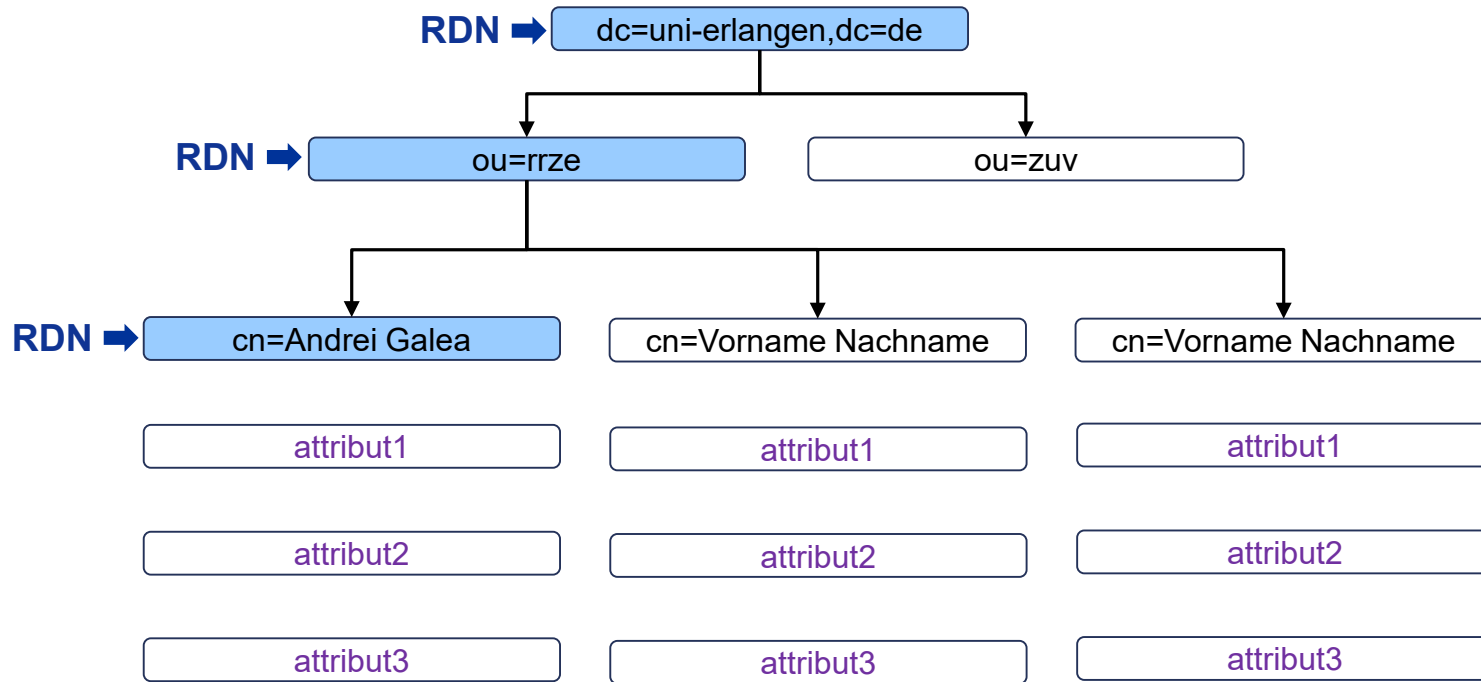 RDN
dc=uni-erlangen,dc=de
RDN
ou=rrze
ou=zuv
RDN
cn=Andrei Galea
cn=Vorname Nachname
cn=Vorname Nachname
attribut1
attribut1
attribut1
attribut2
attribut2
attribut2
attribut3
attribut3
attribut3